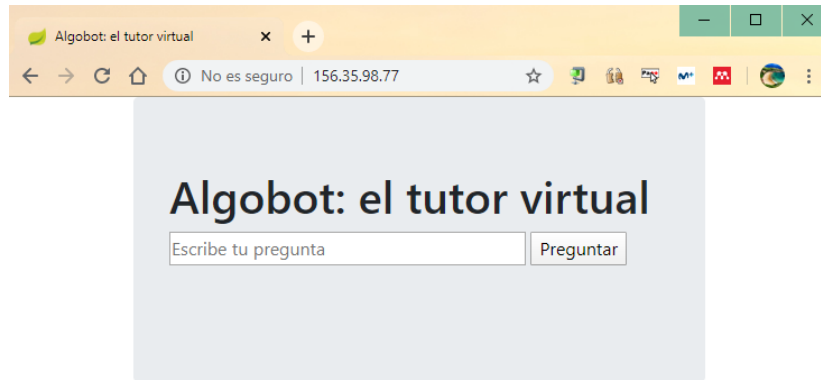 Algobot: el tutor virtual
No es seguro | 156.35.98.77
Algobot: el tutor virtual
Escribe tu pregunta
Preguntar